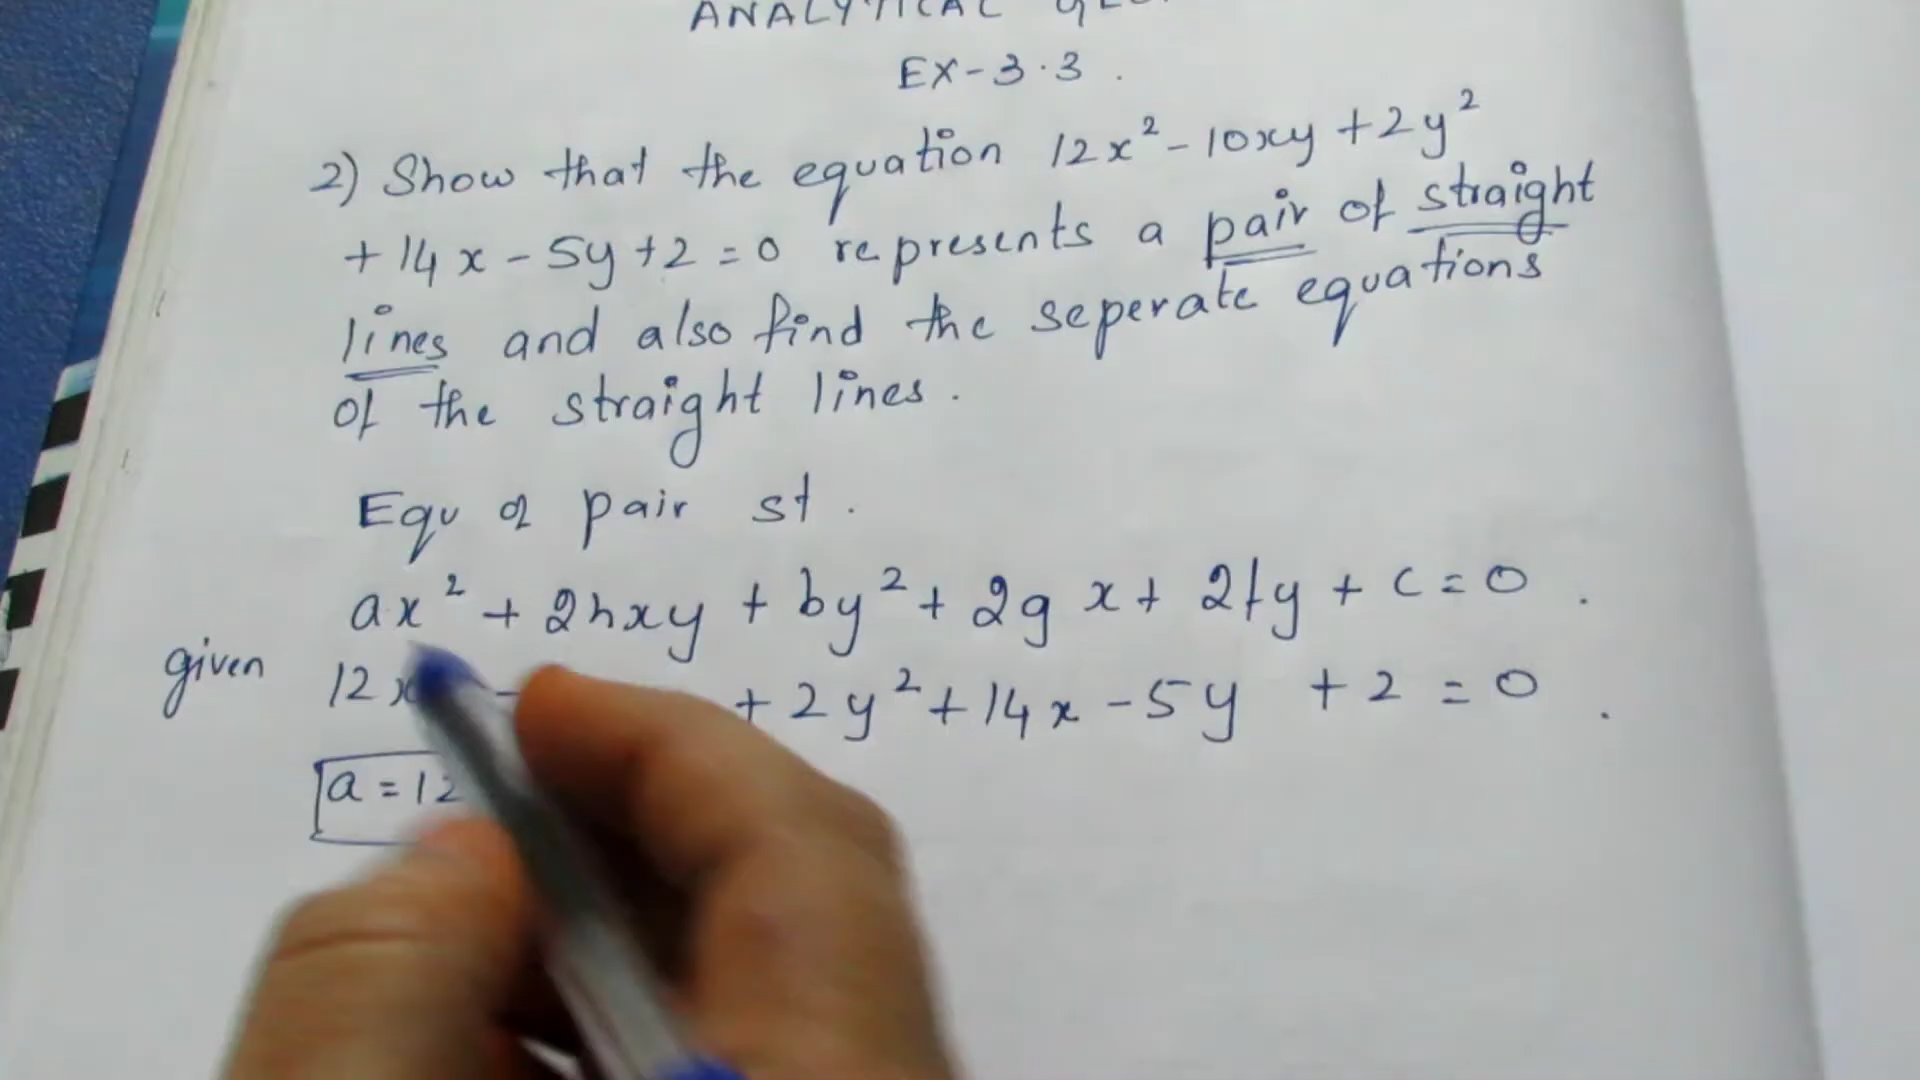 ANALYTICAL
EX-3.3.
2) Show that the equation 12x² - 10xy + 2y²
+ 14x - 5y + 2 = 0 represents a pair of straight
lines and also find the seperate equations
of the straight lines.
Equ of pair st.
ax² + 2hxy + by² + 2gx + 2fy + c = 0.
given 12x + 2y² + 14x - 5y + 2 = 0.
a = 12